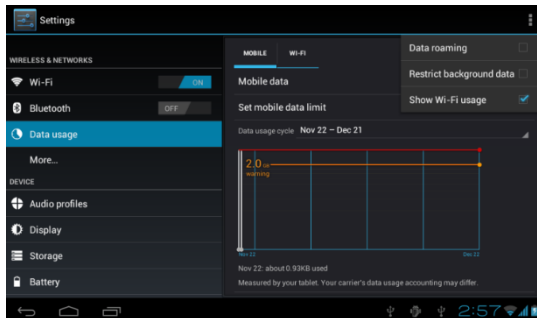 Settings
WIRELESS & NETWORKS
Wi-Fi
ON
Bluetooth
OFF
Data usage
More...
DEVICE
Audio profiles
Display
Storage
Battery
MOBILE WI-FI
Mobile data
Set mobile data limit
Data usage cycle Nov 22 – Dec 21
2.0 GB
warning
Nov 22 Dec 22
Nov 22: about 0.93KB used
Measured by your tablet. Your carrier's data usage accounting may differ.
Data roaming
Restrict background data
Show Wi-Fi usage
2:57